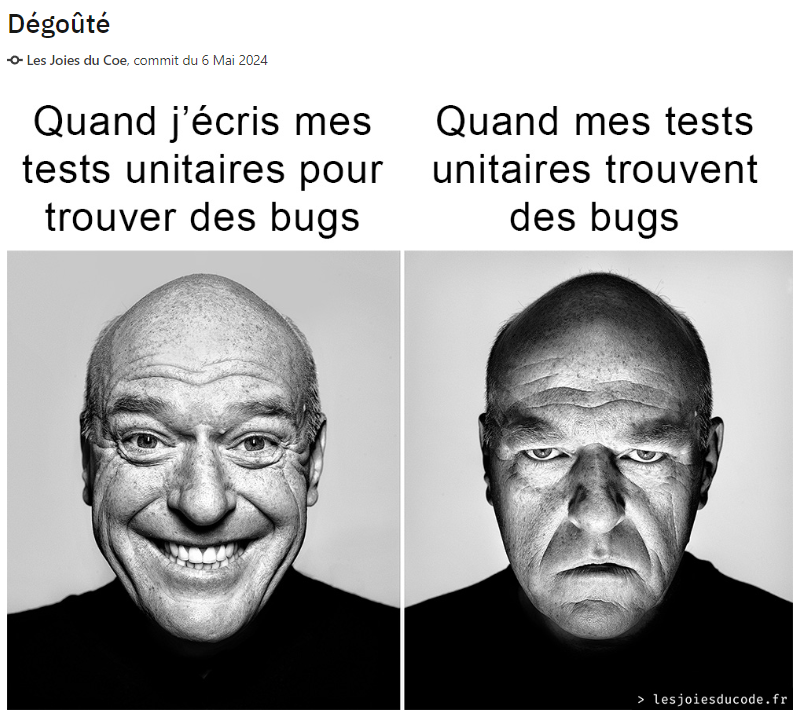 Dégoûté
Les Joies du Coe, commit du 6 Mai 2024
Quand j’écris mes
tests unitaires pour
trouver des bugs
Quand mes tests
unitaires trouvent
des bugs
> lesjoiesducode.fr